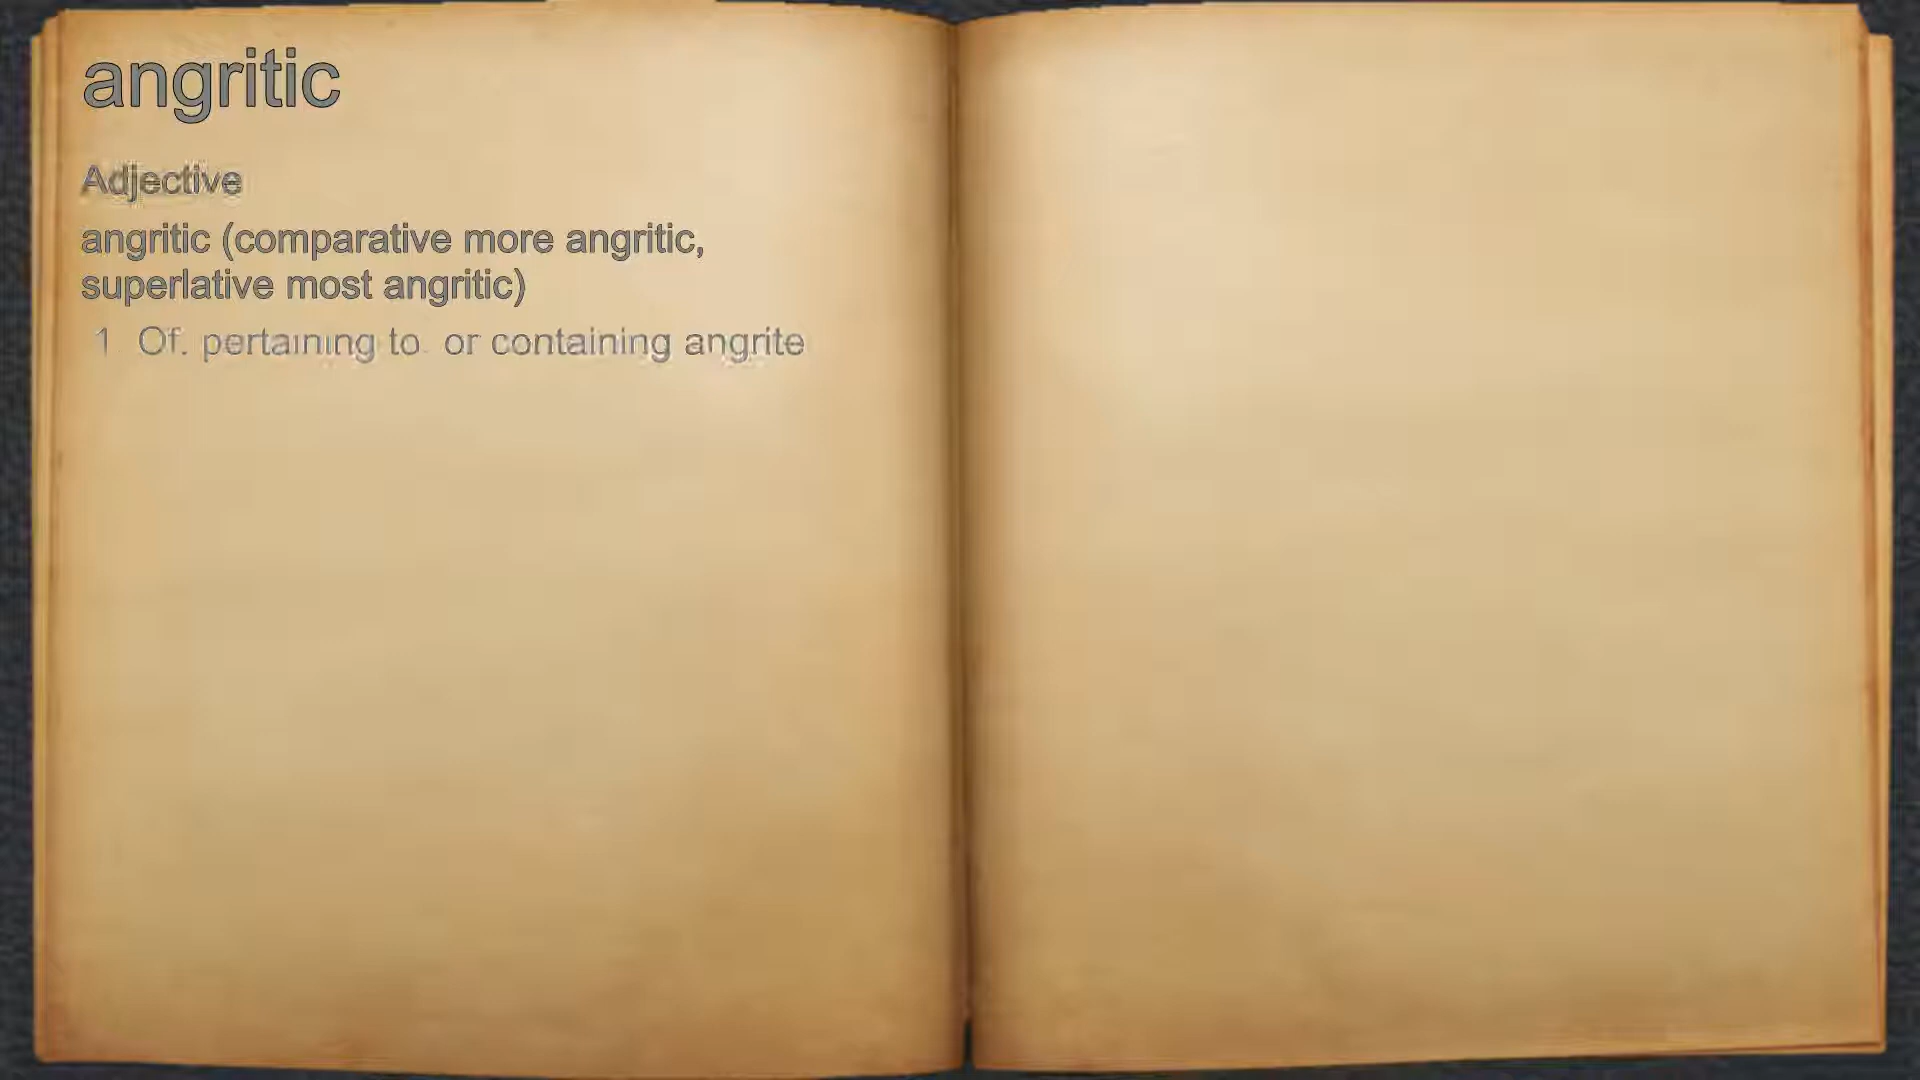 angritic
Adjective
angritic (comparative more angritic,
superlative most angritic)
1. Of, pertaining to, or containing angrite